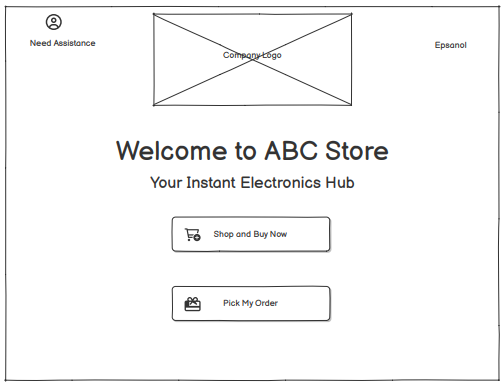 Need Assistance
Company Logo
Epsanol
Welcome to ABC Store
Your Instant Electronics Hub
Shop and Buy Now
Pick My Order